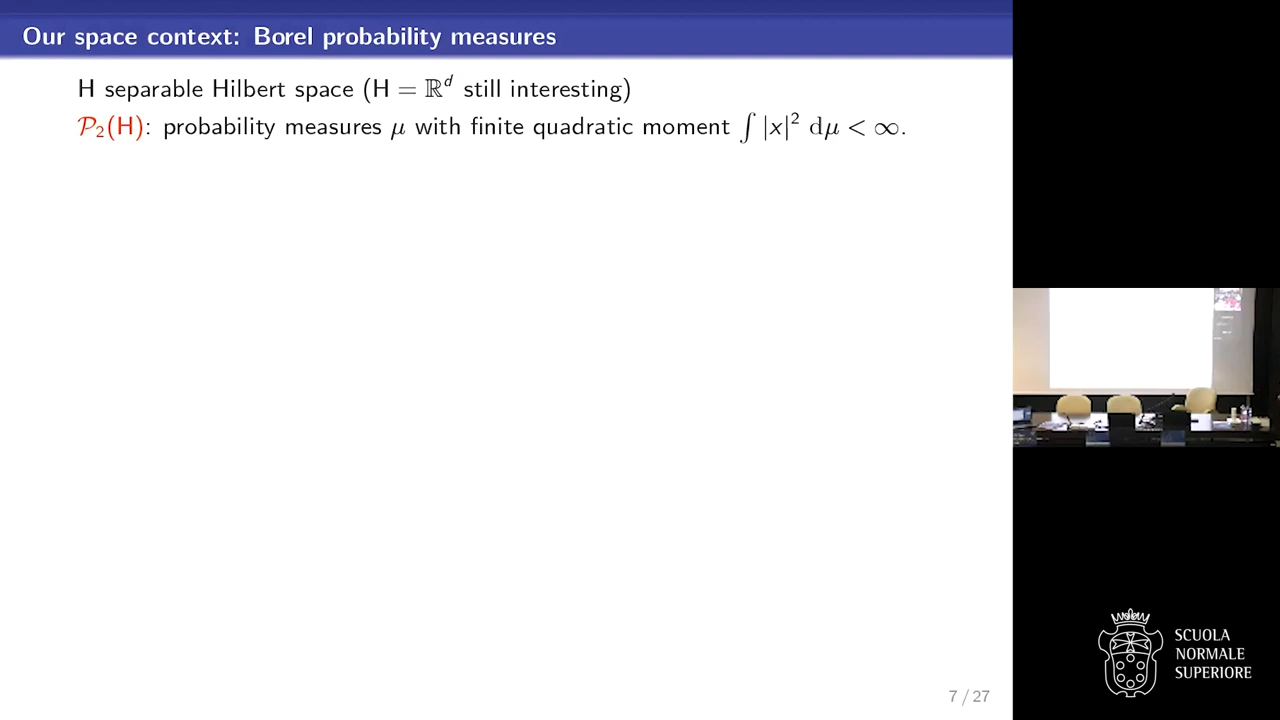 Our space context: Borel probability measures
H separable Hilbert space (H = ℝᵈ still interesting)
𝒫₂(H): probability measures μ with finite quadratic moment ∫ |x|² dμ < ∞.
7 / 27
SCUOLA
NORMALE
SUPERIORE